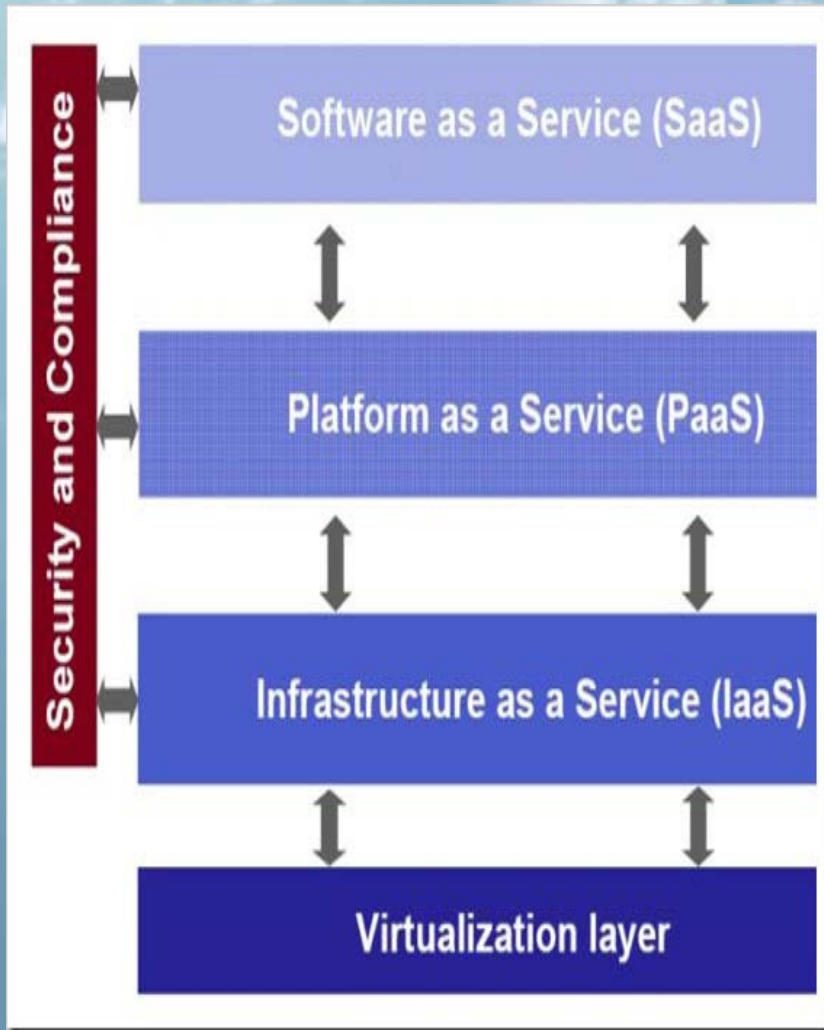 Security and Compliance
Software as a Service (SaaS)
Platform as a Service (PaaS)
Infrastructure as a Service (IaaS)
Virtualization layer